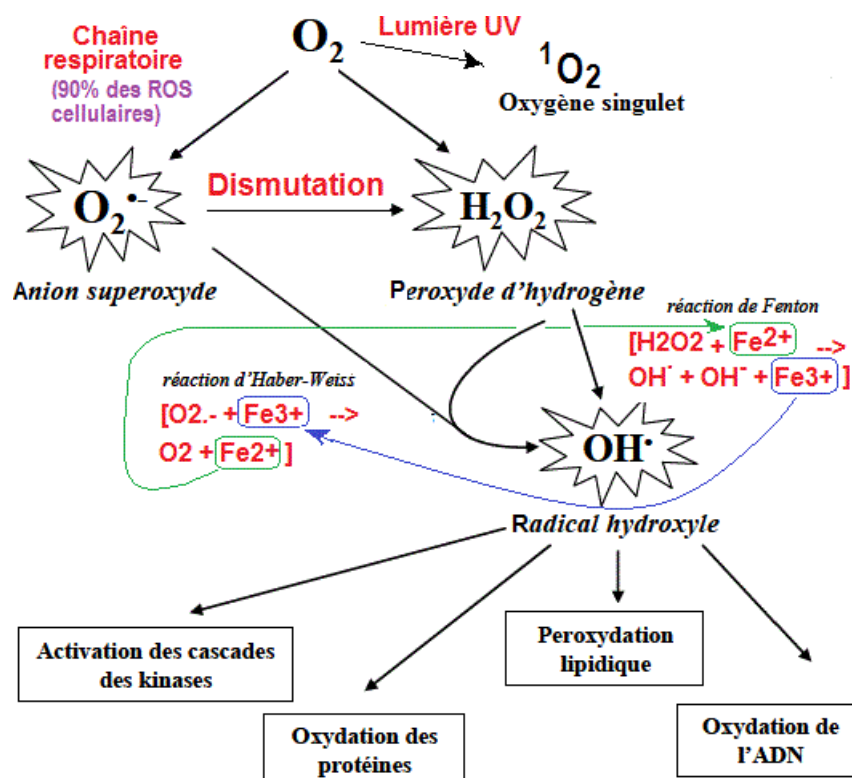 Chaîne
respiratoire
(90% des ROS
cellulaires)
O₂
Lumière UV
¹O₂
Oxygène singulet
O₂•-
Dismutation
H₂O₂
Anion superoxyde
Peroxyde d’hydrogène
réaction de Fenton
[H2O2 + Fe2+ -->
OH· + OH- + Fe3+ ]
réaction d’Haber-Weiss
[O2.- + Fe3+ -->
O2 + Fe2+ ]
OH•
Radical hydroxyle
Activation des cascades
des kinases
Oxydation des
protéines
Peroxydation
lipidique
Oxydation de
l’ADN